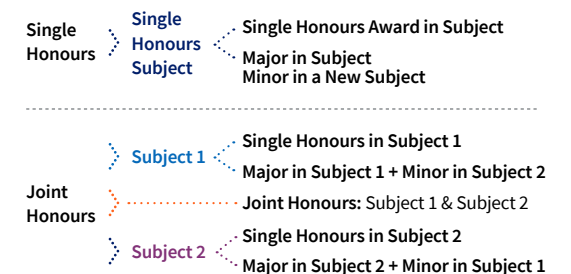 Single
Honours
Single
Honours
Subject
Single Honours Award in Subject
Major in Subject
Minor in a New Subject
Joint
Honours
Subject 1
Single Honours in Subject 1
Major in Subject 1 + Minor in Subject 2
Joint Honours: Subject 1 & Subject 2
Subject 2
Single Honours in Subject 2
Major in Subject 2 + Minor in Subject 1